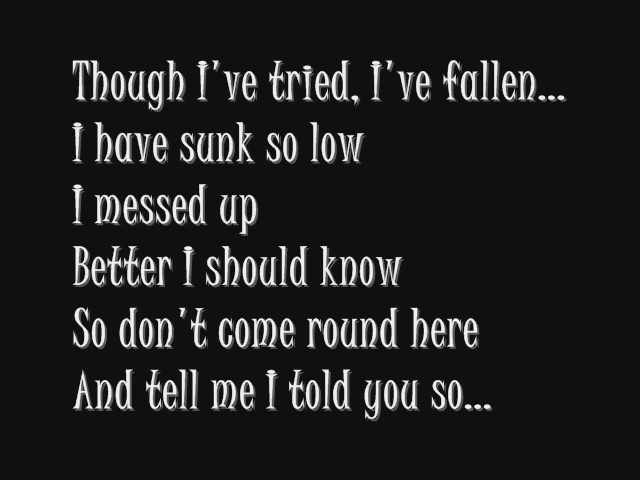 Though I've tried, I've fallen...
I have sunk so low
I messed up
Better I should know
So don't come round here
And tell me I told you so...